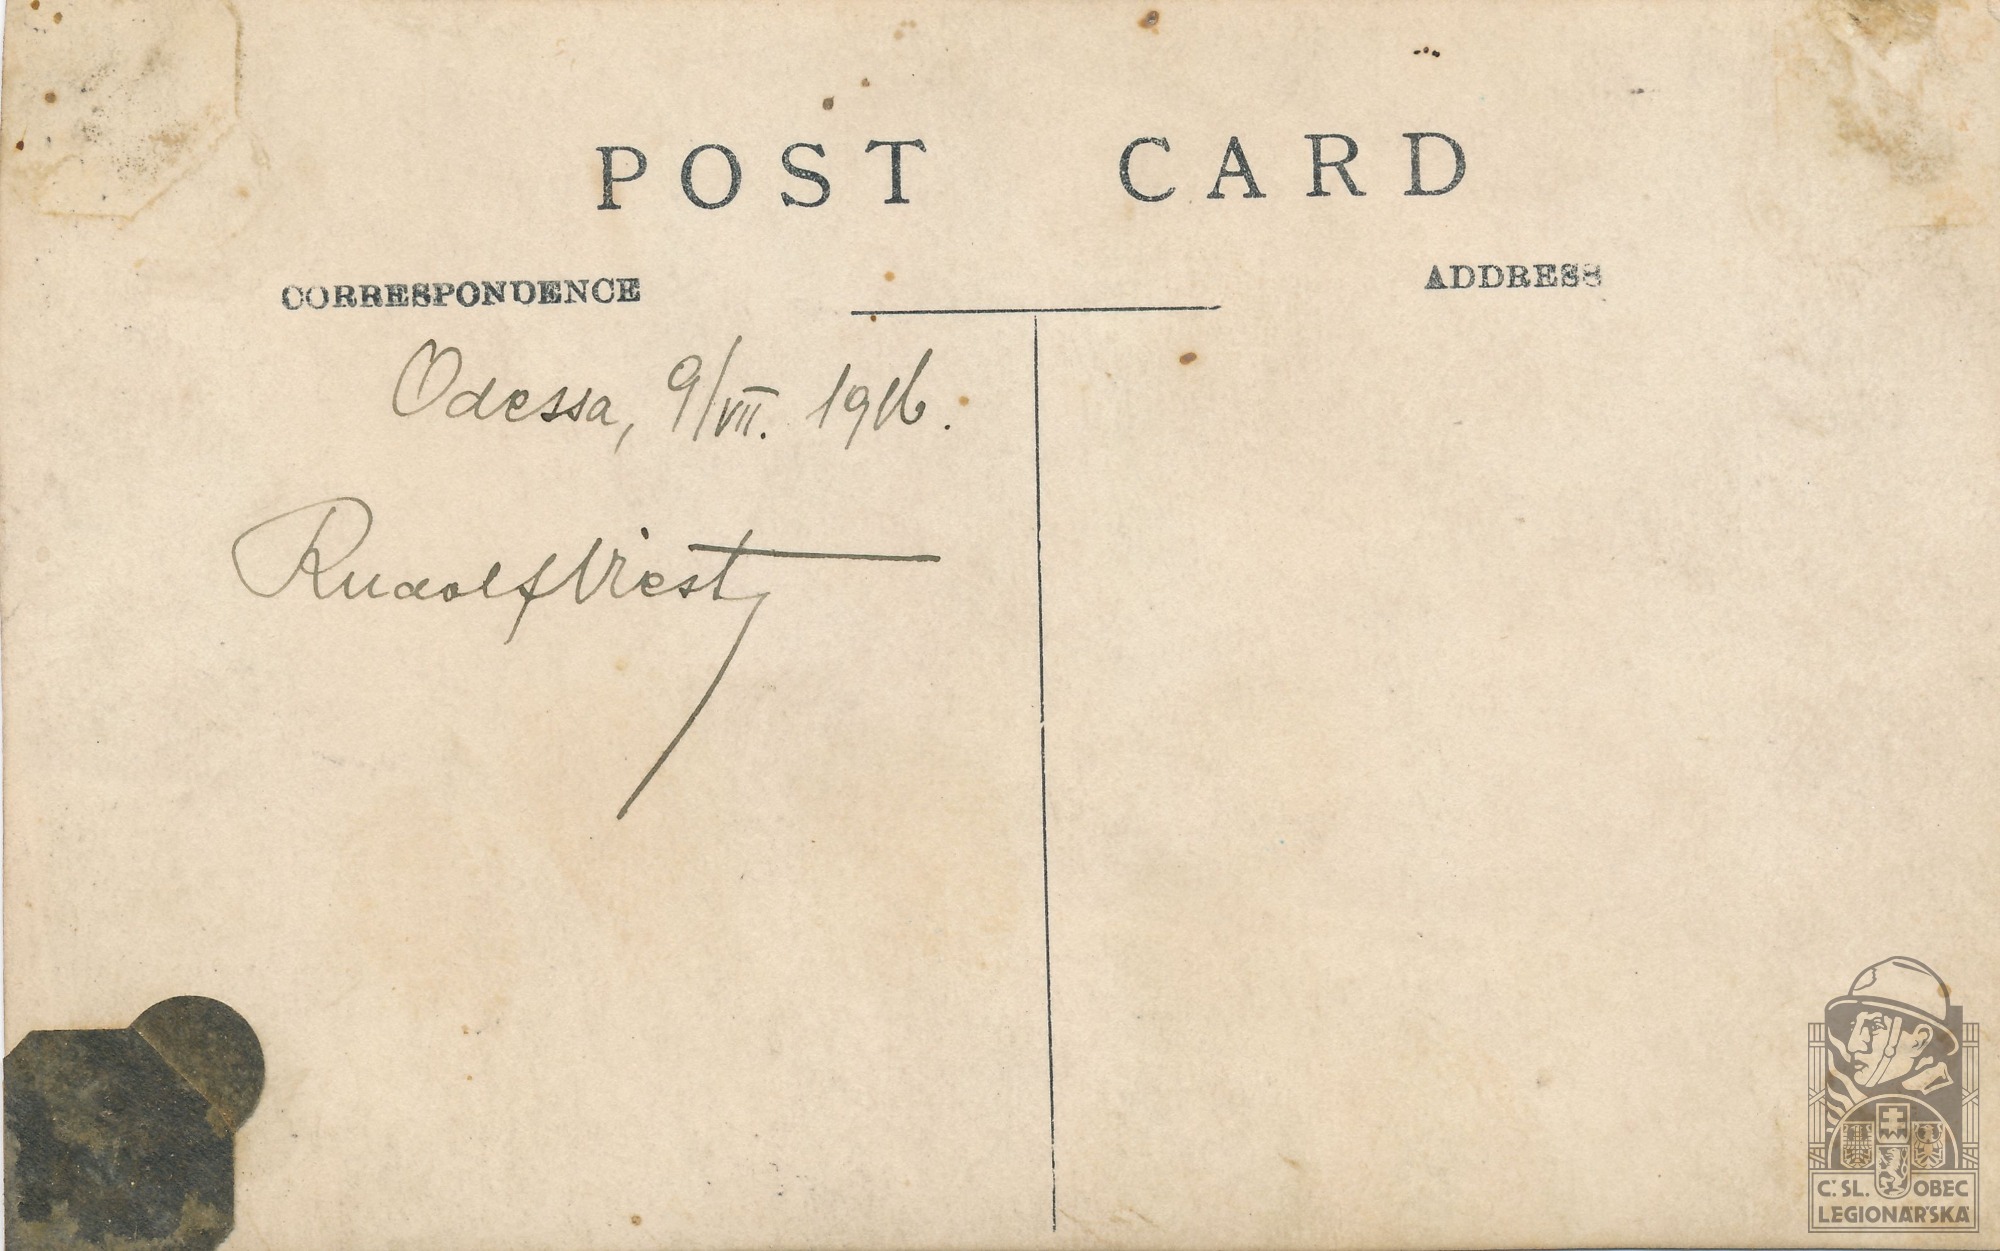 POST CARD
CORRESPONDENCE
ADDRESS
Odessa, 9/VII. 1916.
Rudolf Viest
Č. SL. OBEC
LEGIONÁŘSKÁ